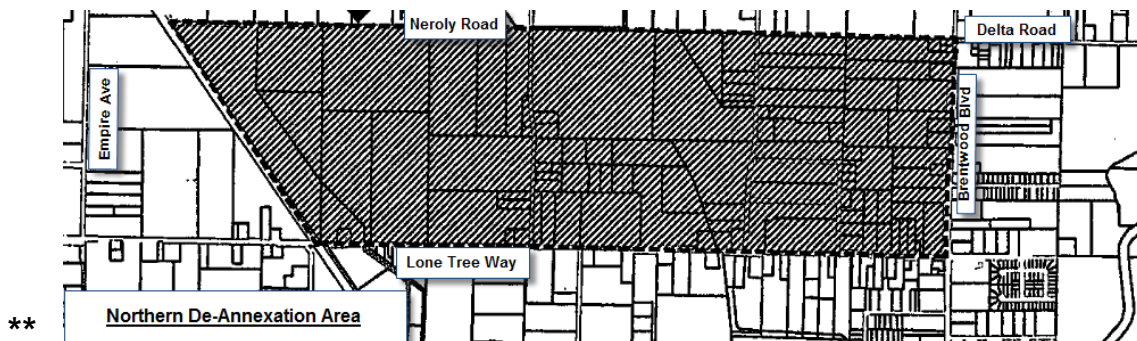 Neroly Road
Delta Road
Empire Ave
Brentwood Blvd
Lone Tree Way
** Northern De-Annexation Area